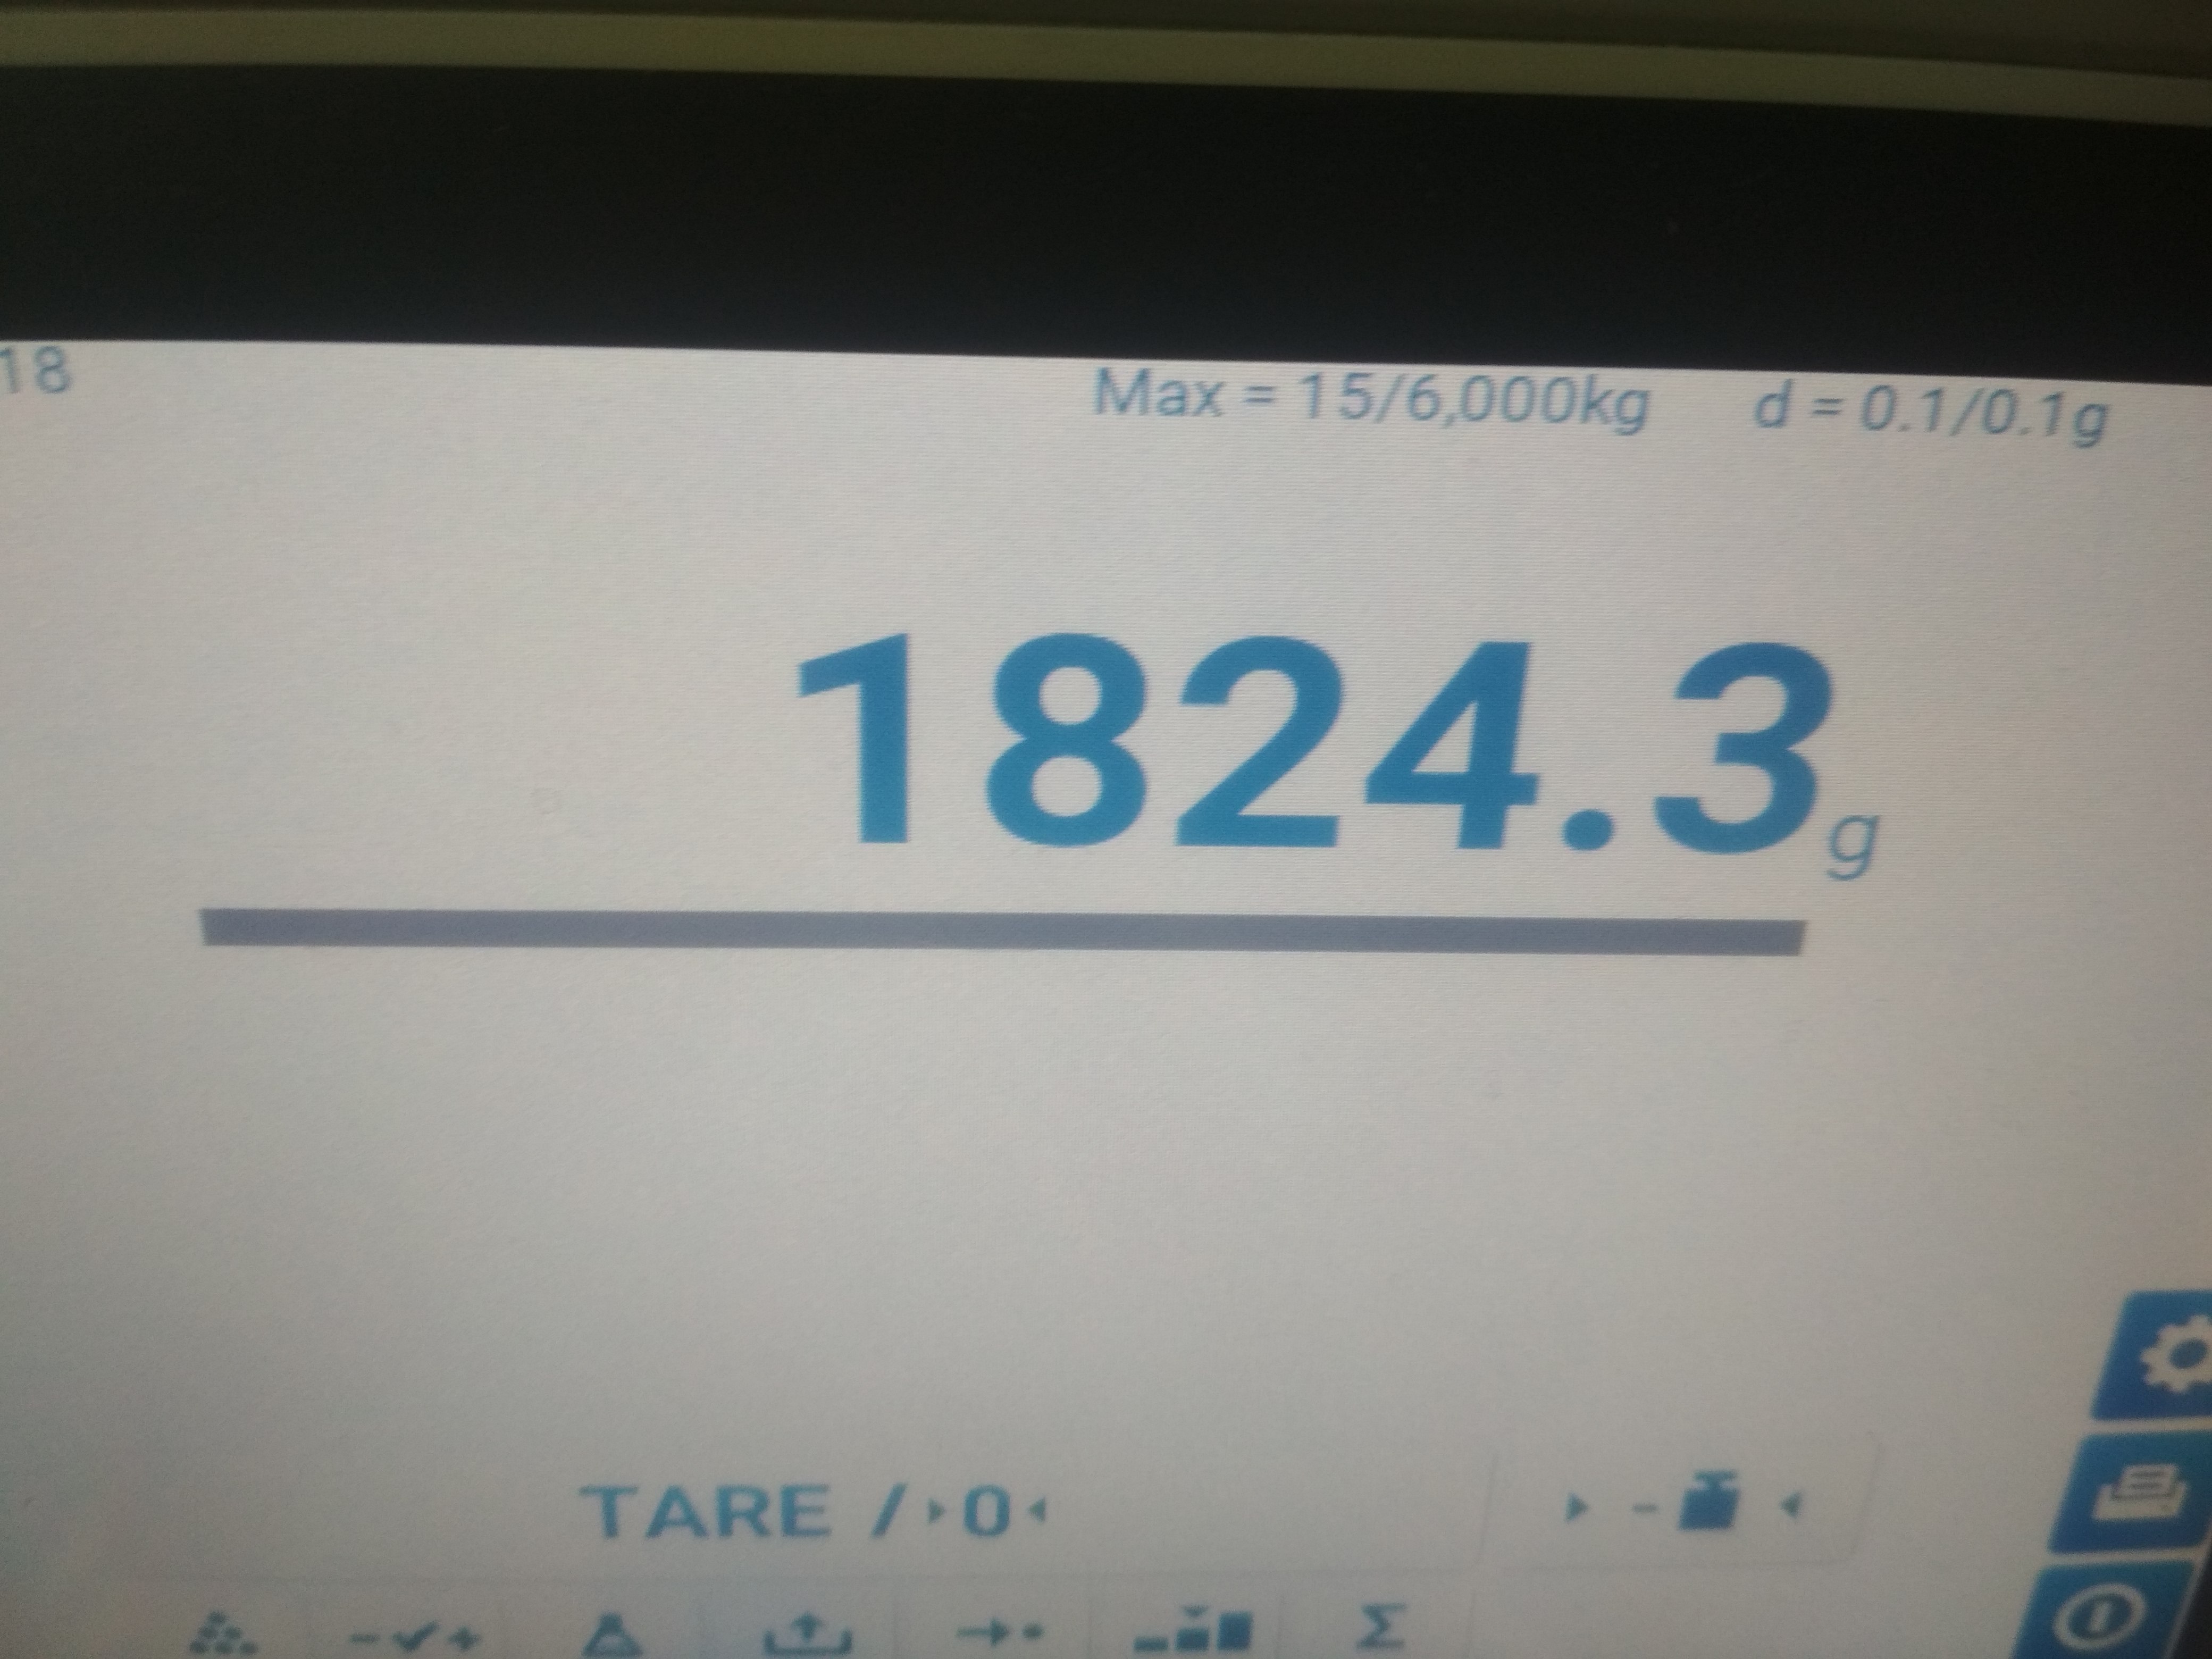 18 Max = 15/6,000kg d = 0.1/0.1g
1824.3g
TARE / 0
Σ